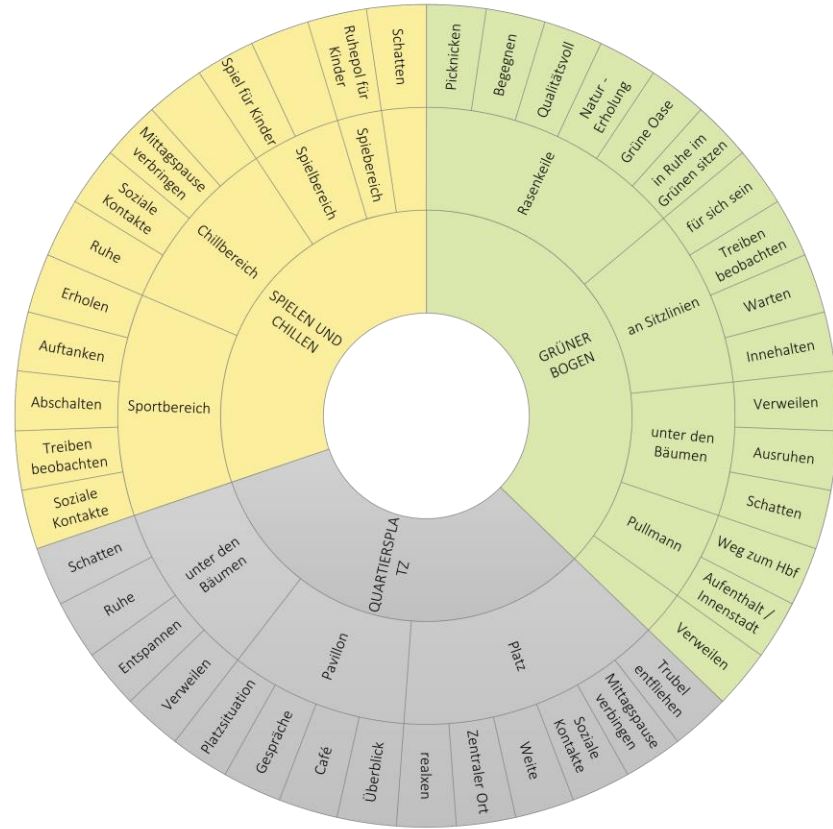 GRÜNER
BOGEN
Rasenkeile
Picknicken
Begegnen
Qualitätsvoll
Natur -
Erholung
Grüne Oase
in Ruhe im
Grünen sitzen
an Sitzlinien
für sich sein
Treiben
beobachten
Warten
Innehalten
unter den
Bäumen
Verweilen
Ausruhen
Schatten
Pullmann
Weg zum Hbf
Aufenthalt /
Innenstadt
Verweilen
QUARTIERSPLA
TZ
Platz
Trubel
entfliehen
Mittagspause
verbingen
Soziale
Kontakte
Weite
Zentraler Ort
realxen
Pavillon
Überblick
Café
Gespräche
Platzsituation
unter den
Bäumen
Verweilen
Entspannen
Ruhe
Schatten
SPIELEN UND
CHILLEN
Sportbereich
Soziale
Kontakte
Treiben
beobachten
Abschalten
Auftanken
Erholen
Chillbereich
Ruhe
Soziale
Kontakte
Mittagspause
verbringen
Spielbereich
Spiel für Kinder
Spiebereich
Ruhepol für
Kinder
Schatten